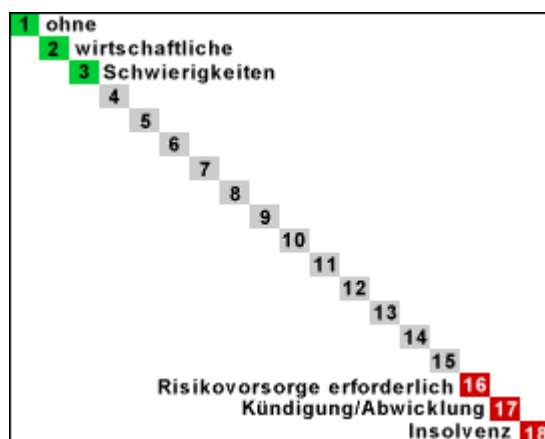 1 ohne
2 wirtschaftliche
3 Schwierigkeiten
4
5
6
7
8
9
10
11
12
13
14
15
Risikovorsorge erforderlich 16
Kündigung/Abwicklung 17
Insolvenz 18